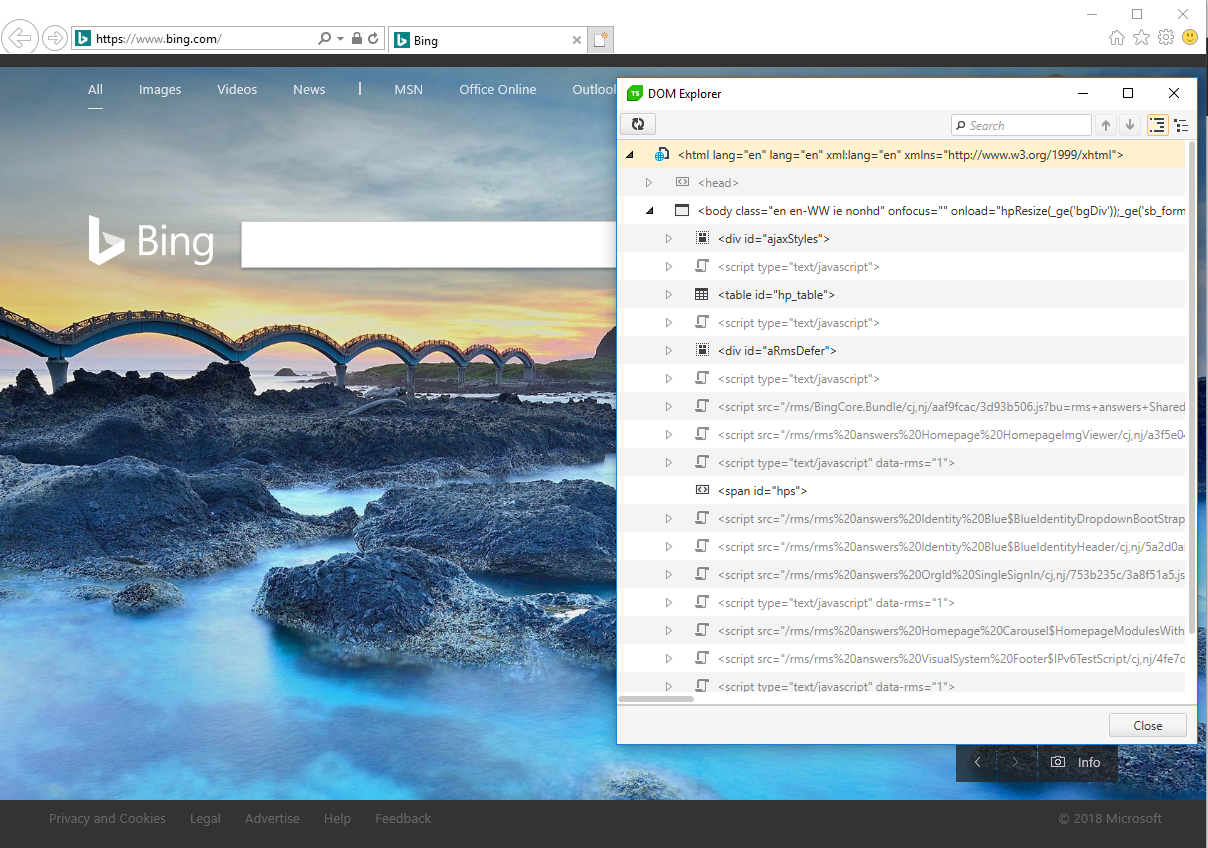 https://www.bing.com/
Bing
All Images Videos News | MSN Office Online Outlool
Bing
TS DOM Explorer
Search
<html lang="en" lang="en" xml:lang="en" xmlns="http://www.w3.org/1999/xhtml">
<head>
<body class="en en-WW ie nonhd" onfocus="" onload="hpResize(_ge('bgDiv'));_ge('sb_form
<div id="ajaxStyles">
<script type="text/javascript">
<table id="hp_table">
<script type="text/javascript">
<div id="aRmsDefer">
<script type="text/javascript">
<script src="/rms/BingCore.Bundle/cj,nj/aaf9fcac/3d93b506.js?bu=rms+answers+Shared
<script src="/rms/rms%20answers%20Homepage%20HomepageImgViewer/cj,nj/a3f5e04
<script type="text/javascript" data-rms="1">
<span id="hps">
<script src="/rms/rms%20answers%20Identity%20Blue$BlueIdentityDropdownBootStrap
<script src="/rms/rms%20answers%20Identity%20Blue$BlueIdentityHeader/cj,nj/5a2d0a
<script src="/rms/rms%20answers%20OrgId%20SingleSignIn/cj,nj/753b235c/3a8f51a5.js
<script type="text/javascript" data-rms="1">
<script src="/rms/rms%20answers%20Homepage%20Carousel$HomepageModulesWith
<script src="/rms/rms%20answers%20VisualSystem%20Footer$IPv6TestScript/cj,nj/4fe7d
<script type="text/javascript" data-rms="1">
Close
Info
Privacy and Cookies Legal Advertise Help Feedback © 2018 Microsoft